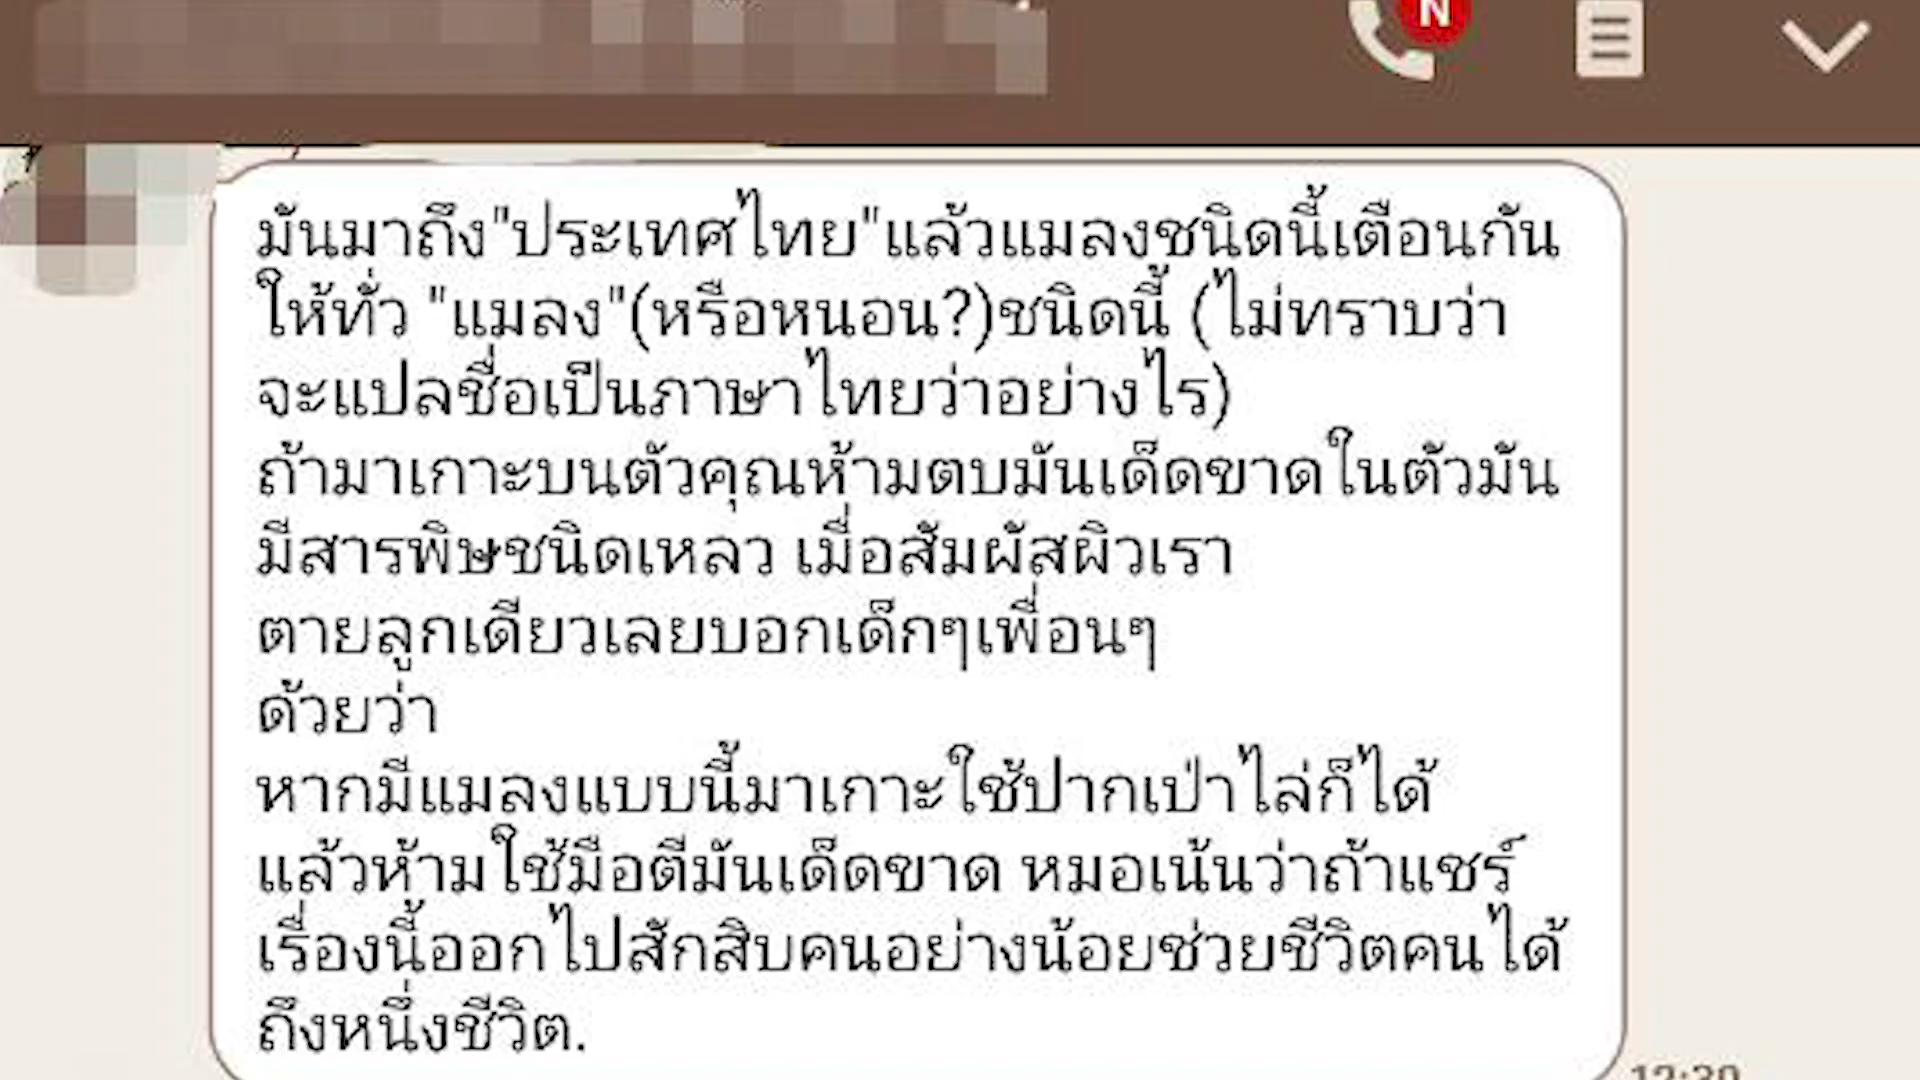 N
มันมาถึง"ประเทศไทย"แล้วแมลงชนิดนี้เตือนกัน
ให้ทั่ว "แมลง"(หรือหนอน?)ชนิดนี้ (ไม่ทราบว่า
จะแปลชื่อเป็นภาษาไทยว่าอย่างไร)
ถ้ามาเกาะบนตัวคุณห้ามตบมันเด็ดขาดในตัวมัน
มีสารพิษชนิดเหลว เมื่อสัมผัสผิวเรา
ตายลูกเดียวเลยบอกเด็กๆเพื่อนๆ
ด้วยว่า
หากมีแมลงแบบนี้มาเกาะใช้ปากเป่าไล่ก็ได้
แล้วห้ามใช้มือตีมันเด็ดขาด หมอเน้นว่าถ้าแชร์
เรื่องนี้ออกไปสักสิบคนอย่างน้อยช่วยชีวิตคนได้
ถึงหนึ่งชีวิต.